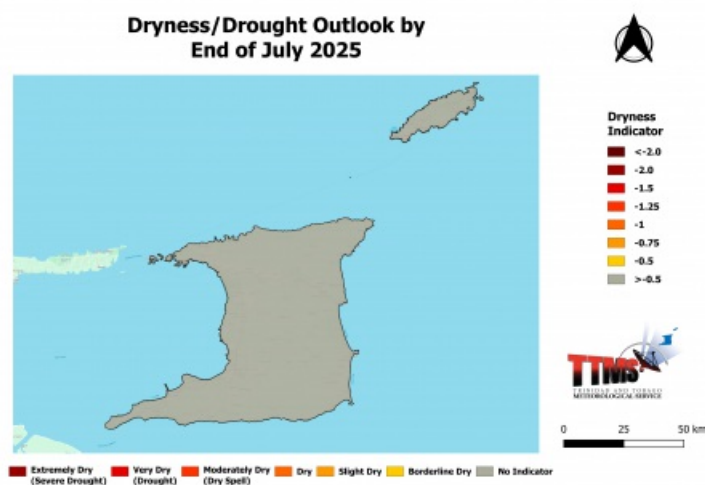 Dryness/Drought Outlook by
End of July 2025
Dryness
Indicator
<-2.0
-2.0
-1.5
-1.25
-1
-0.75
-0.5
>-0.5
TTMS
TRINIDAD AND TOBAGO
METEOROLOGICAL SERVICE
0 25 50 km
Extremely Dry
(Severe Drought)
Very Dry
(Drought)
Moderately Dry
(Dry Spell)
Dry
Slight Dry
Borderline Dry
No Indicator